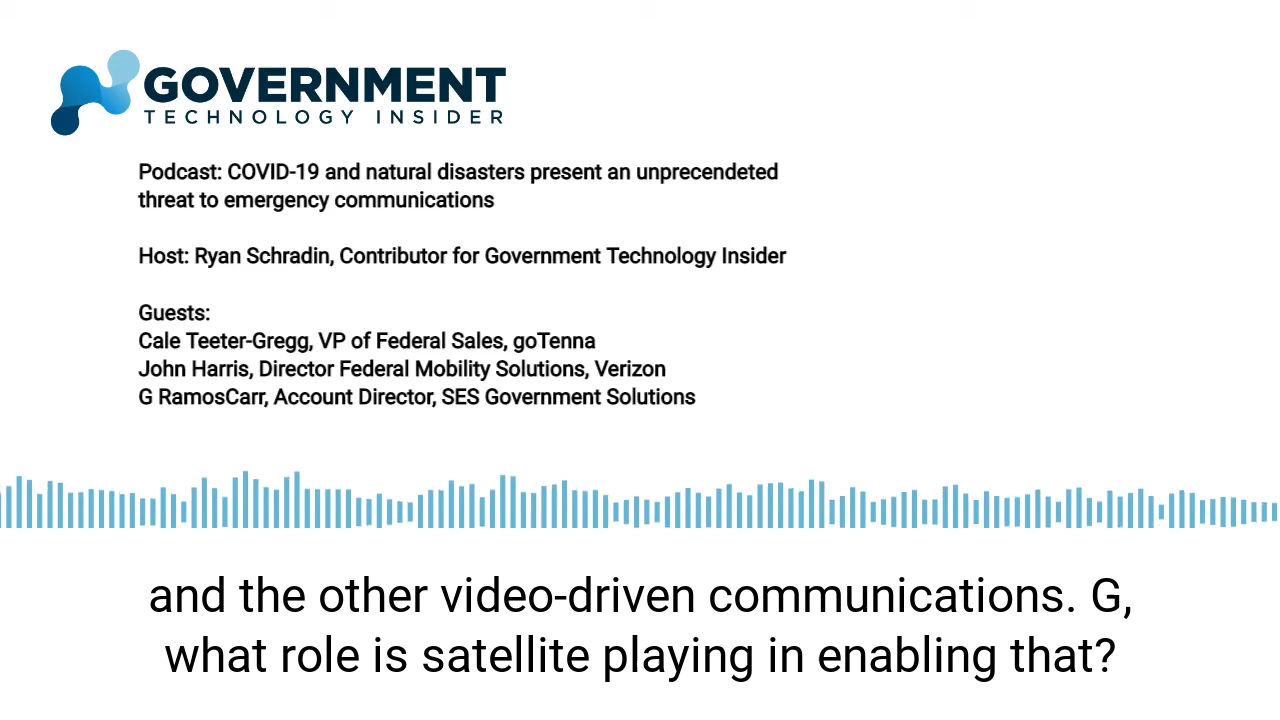 GOVERNMENT
TECHNOLOGY INSIDER
Podcast: COVID-19 and natural disasters present an unprecendeted
threat to emergency communications
Host: Ryan Schradin, Contributor for Government Technology Insider
Guests:
Cale Teeter-Gregg, VP of Federal Sales, goTenna
John Harris, Director Federal Mobility Solutions, Verizon
G RamosCarr, Account Director, SES Government Solutions
and the other video-driven communications. G,
what role is satellite playing in enabling that?